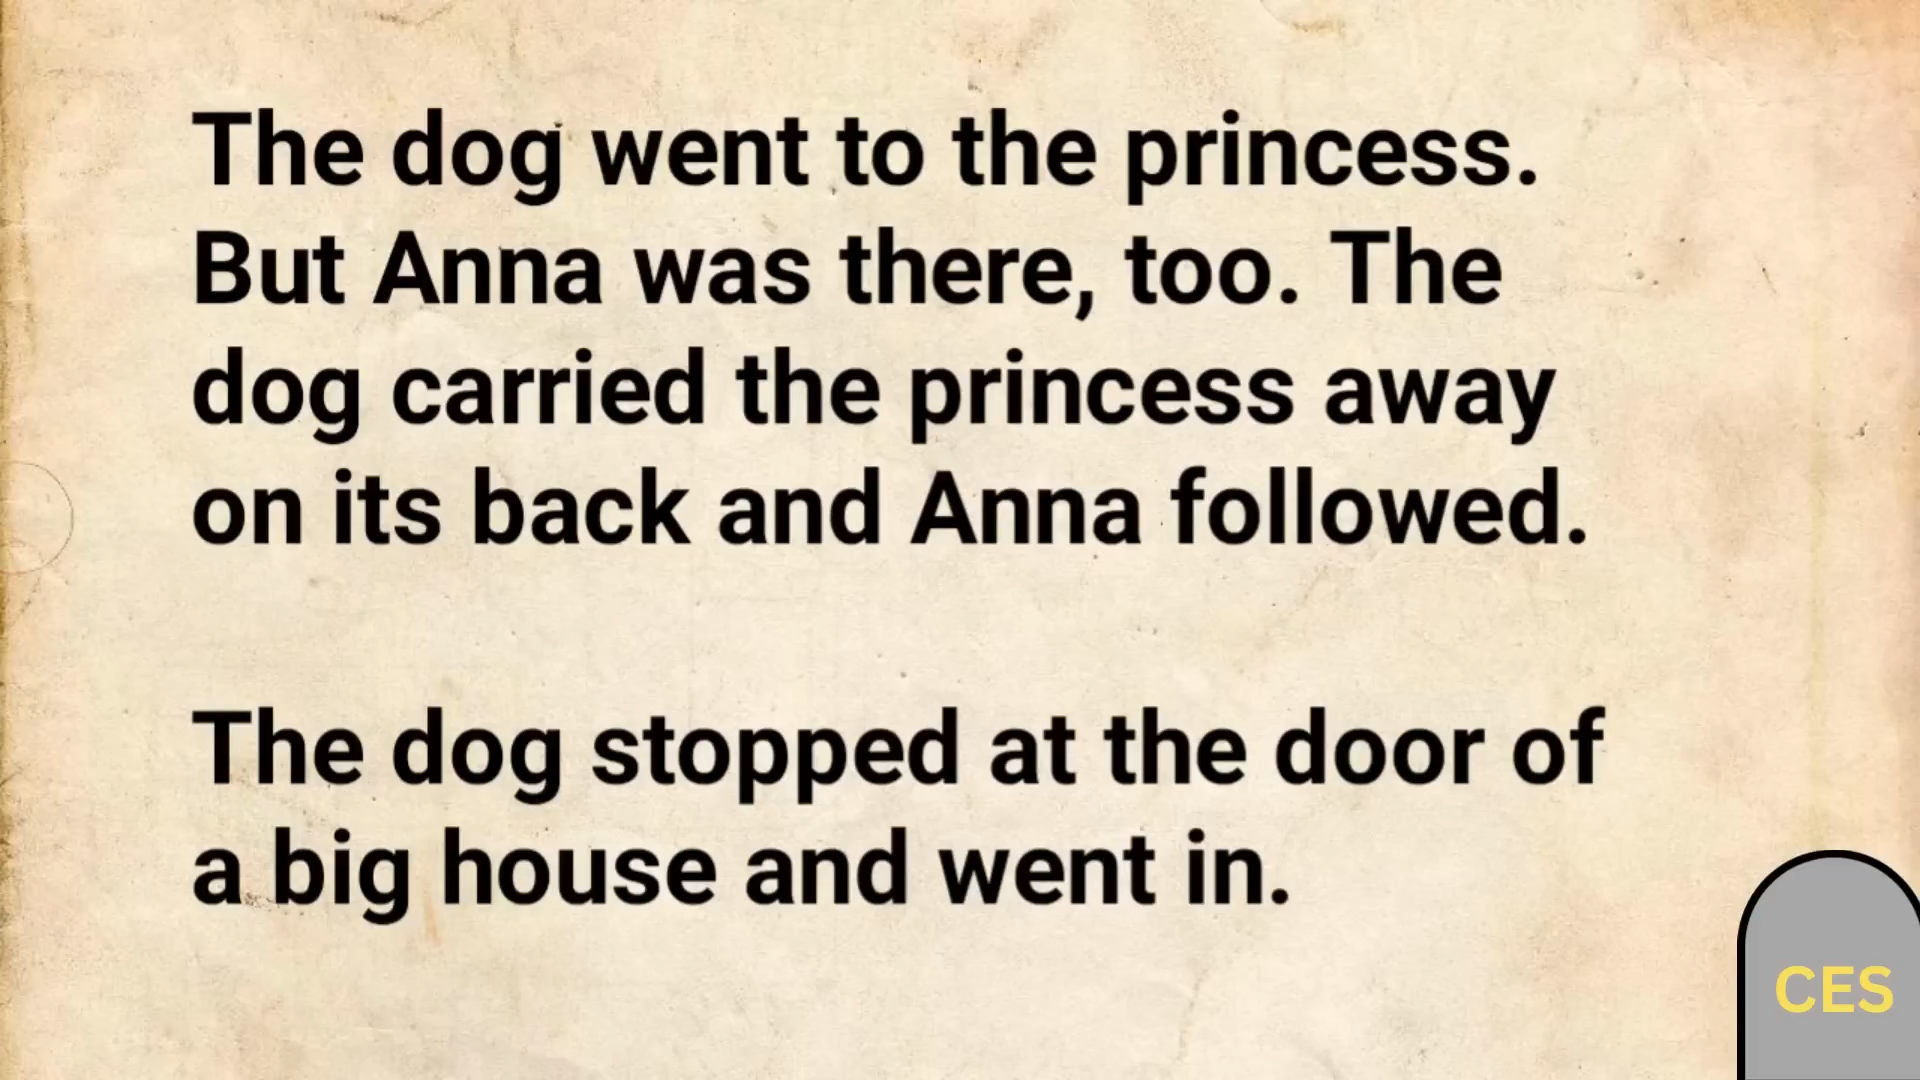 The dog went to the princess.
But Anna was there, too. The
dog carried the princess away
on its back and Anna followed.
The dog stopped at the door of
a big house and went in.
CES